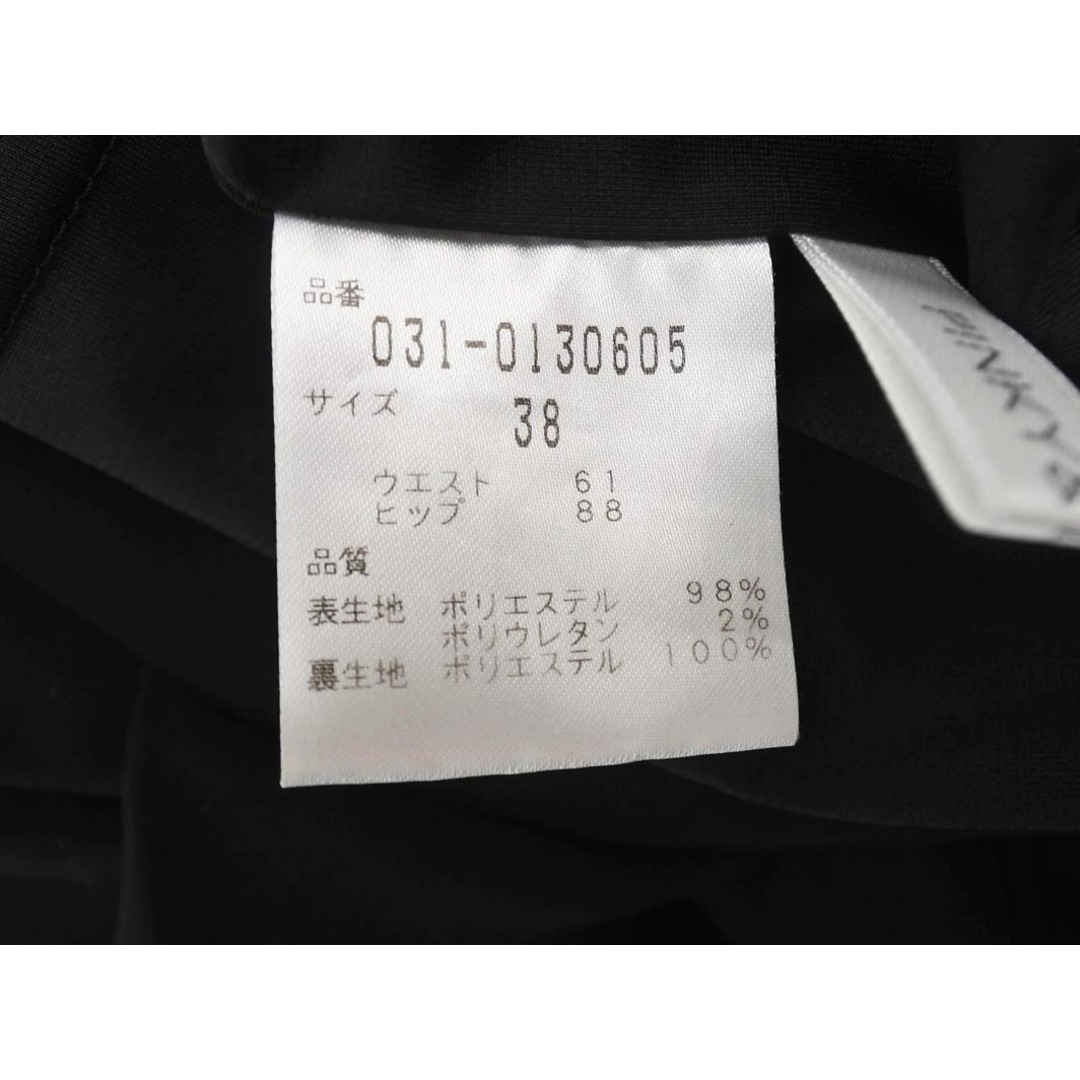 品番
031-0130605
サイズ 38
ウエスト 61
ヒップ 88
品質
表生地 ポリエステル 98%
ポリウレタン 2%
裏生地 ポリエステル 100%
PINKY